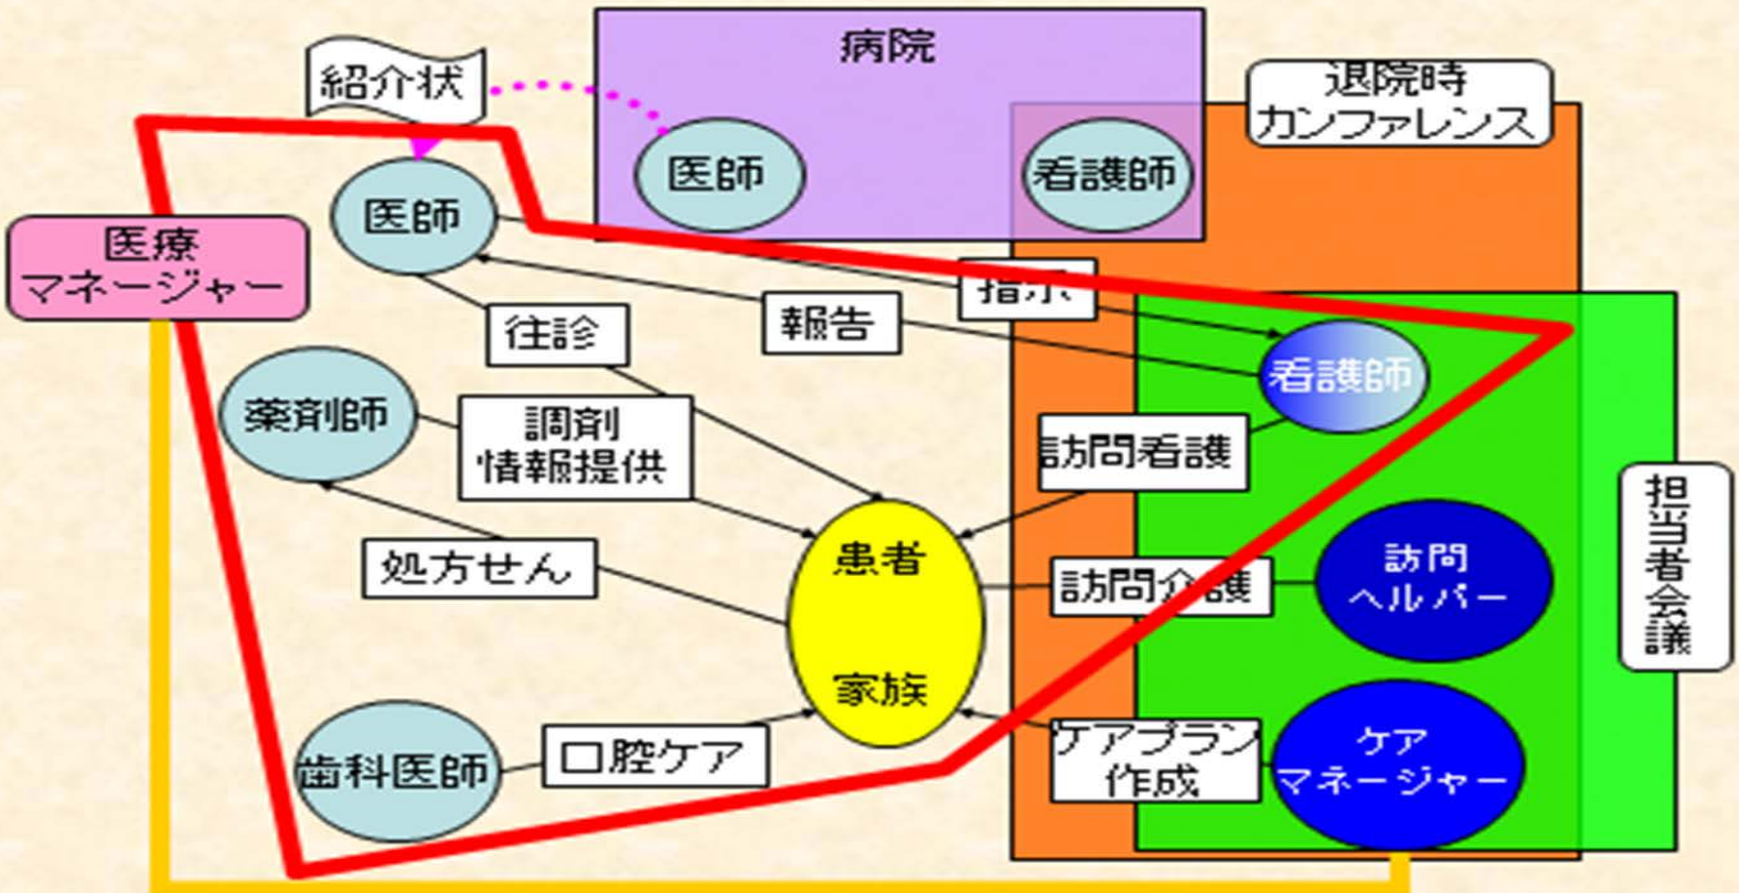 病院
紹介状
退院時
カンファレンス
医師
看護師
医師
医療
マネージャー
指示
報告
往診
看護師
薬剤師
調剤
情報提供
訪問看護
処方せん
患者
家族
訪問介護
訪問
ヘルパー
担当者会議
歯科医師
口腔ケア
ケアプラン
作成
ケア
マネージャー